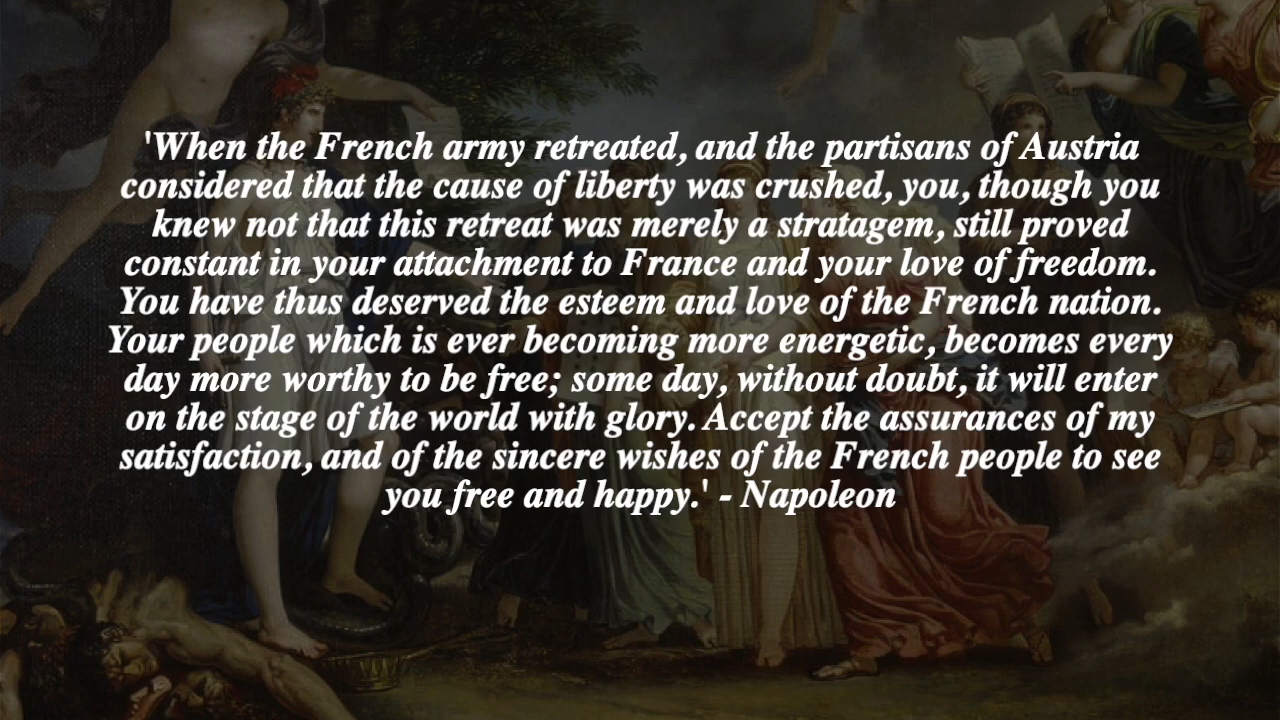 'When the French army retreated, and the partisans of Austria
considered that the cause of liberty was crushed, you, though you
knew not that this retreat was merely a stratagem, still proved
constant in your attachment to France and your love of freedom.
You have thus deserved the esteem and love of the French nation.
Your people which is ever becoming more energetic, becomes every
day more worthy to be free; some day, without doubt, it will enter
on the stage of the world with glory. Accept the assurances of my
satisfaction, and of the sincere wishes of the French people to see
you free and happy.' - Napoleon